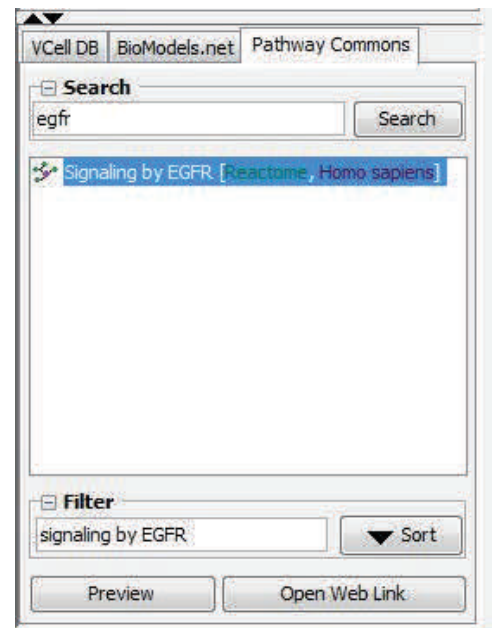 VCell DB BioModels.net Pathway Commons
Search
egfr Search
Signaling by EGFR [Reactome, Homo sapiens]
Filter
signaling by EGFR Sort
Preview Open Web Link